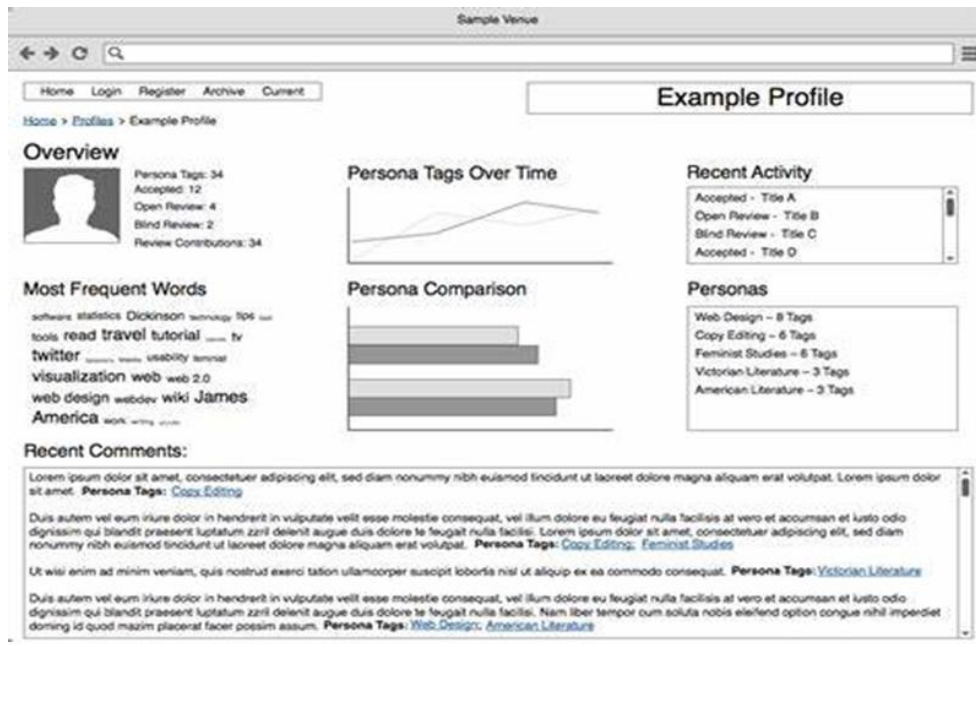 Sample Venue
Home Login Register Archive Current
Example Profile
Home > Profiles > Example Profile
Overview
Persona Tags: 34
Accepted: 12
Open Review: 4
Blind Review: 2
Review Contributions: 34
Persona Tags Over Time
Recent Activity
Accepted - Title A
Open Review - Title B
Blind Review - Title C
Accepted - Title D
Most Frequent Words
software statistics Dickinson technology tips
tools read travel tutorial tv
twitter usability feminist
visualization web web 2.0
web design webdev wiki James
America work writing
Persona Comparison
Personas
Web Design – 8 Tags
Copy Editing – 6 Tags
Feminist Studies – 6 Tags
Victorian Literature – 3 Tags
American Literature – 3 Tags
Recent Comments:
Lorem ipsum dolor sit amet, consectetuer adipiscing elit, sed diam nonummy nibh euismod tincidunt ut laoreet dolore magna aliquam erat volutpat. Lorem ipsum dolor
sit amet. Persona Tags: Copy Editing
Duis autem vel eum iriure dolor in hendrerit in vulputate velit esse molestie consequat, vel illum dolore eu feugiat nulla facilisis at vero et accumsan et iusto odio
dignissim qui blandit praesent luptatum zzril delenit augue duis dolore te feugait nulla facilisi. Lorem ipsum dolor sit amet, consectetuer adipiscing elit, sed diam
nonummy nibh euismod tincidunt ut laoreet dolore magna aliquam erat volutpat. Persona Tags: Copy Editing; Feminist Studies
Ut wisi enim ad minim veniam, quis nostrud exerci tation ullamcorper suscipit lobortis nisl ut aliquip ex ea commodo consequat. Persona Tags: Victorian Literature
Duis autem vel eum iriure dolor in hendrerit in vulputate velit esse molestie consequat, vel illum dolore eu feugiat nulla facilisis at vero et accumsan et iusto odio
dignissim qui blandit praesent luptatum zzril delenit augue duis dolore te feugait nulla facilisi. Nam liber tempor cum soluta nobis eleifend option congue nihil imperdiet
doming id quod mazim placerat facer possim assum. Persona Tags: Web Design; American Literature